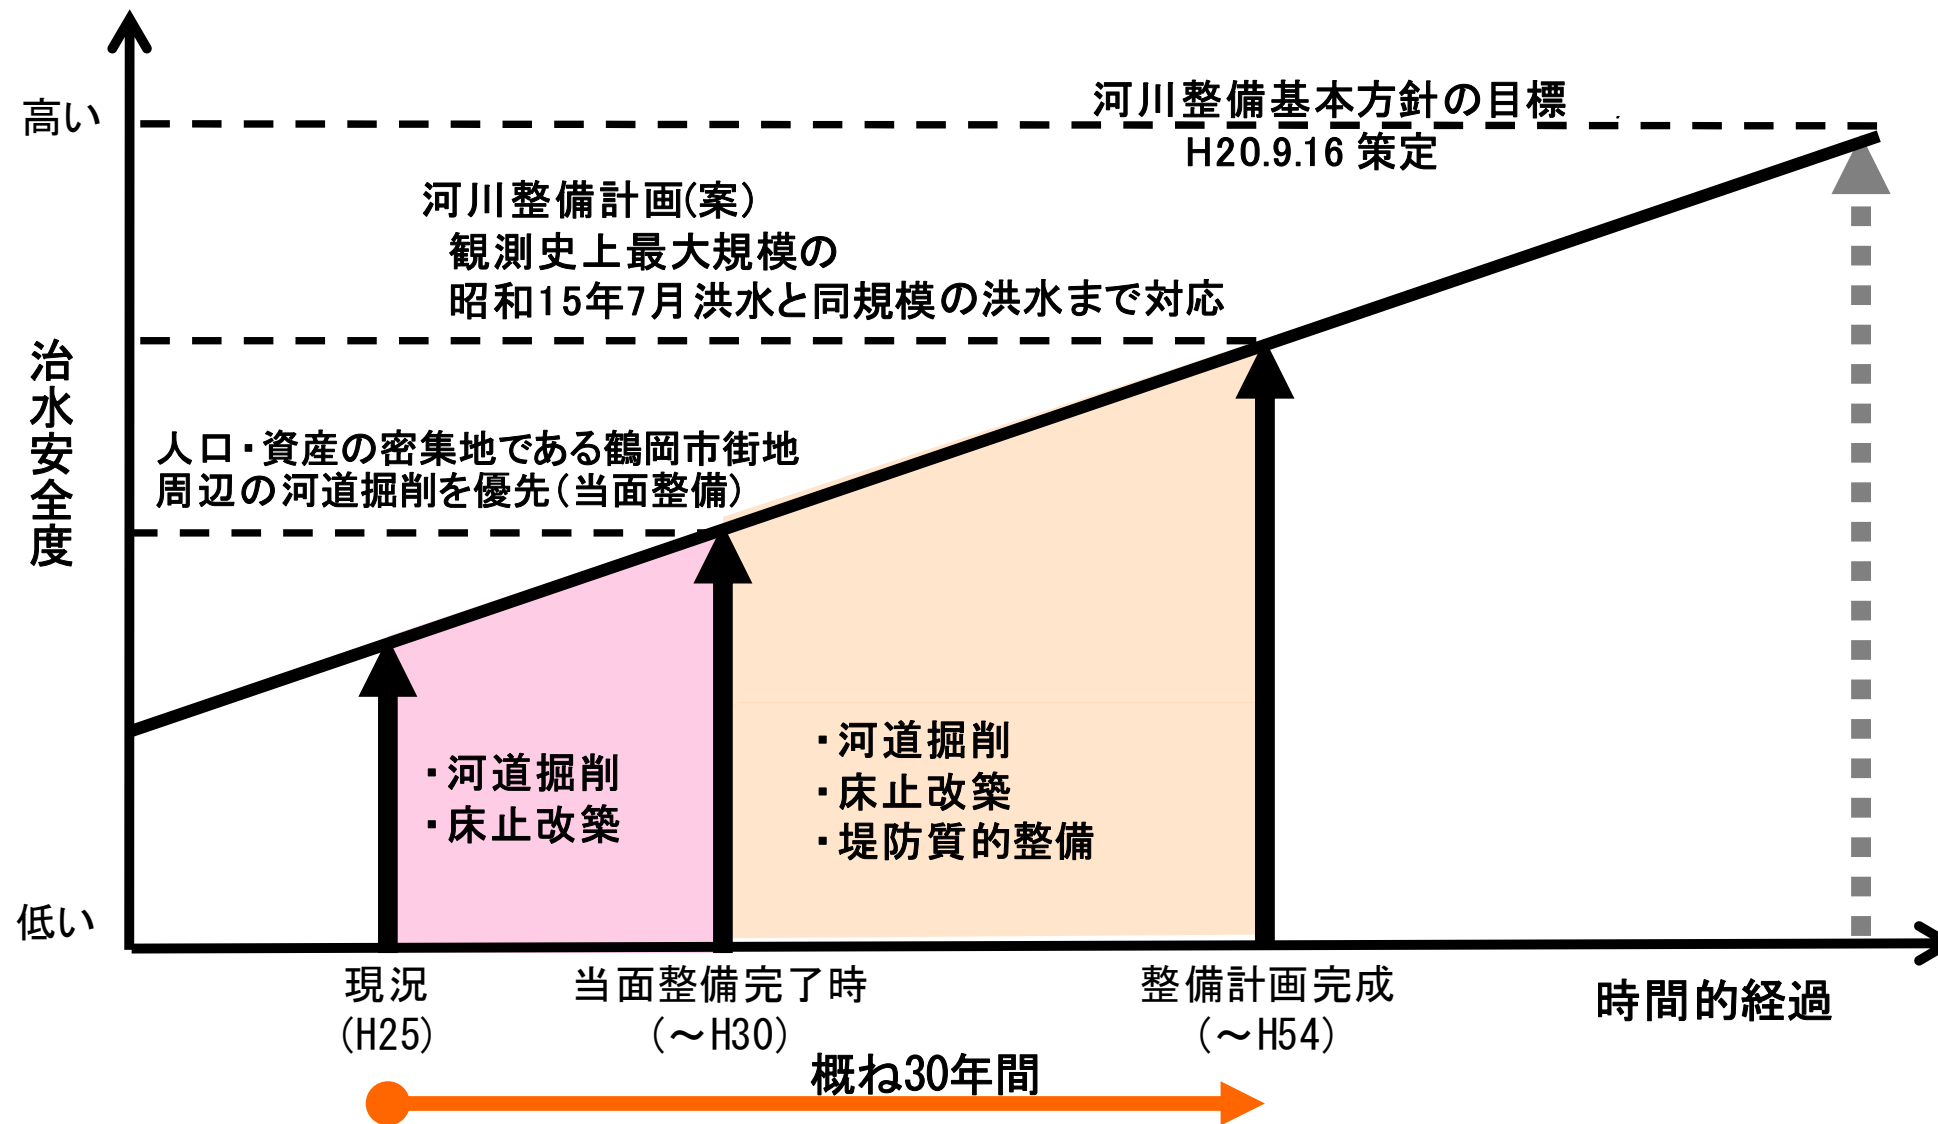 高い
河川整備基本方針の目標
H20.9.16 策定
河川整備計画(案)
観測史上最大規模の
昭和15年7月洪水と同規模の洪水まで対応
治水安全度
人口・資産の密集地である鶴岡市街地
周辺の河道掘削を優先(当面整備)
・河道掘削
・床止改築
・河道掘削
・床止改築
・堤防質的整備
低い
現況
(H25)
当面整備完了時
(～H30)
整備計画完成
(～H54)
時間的経過
概ね30年間